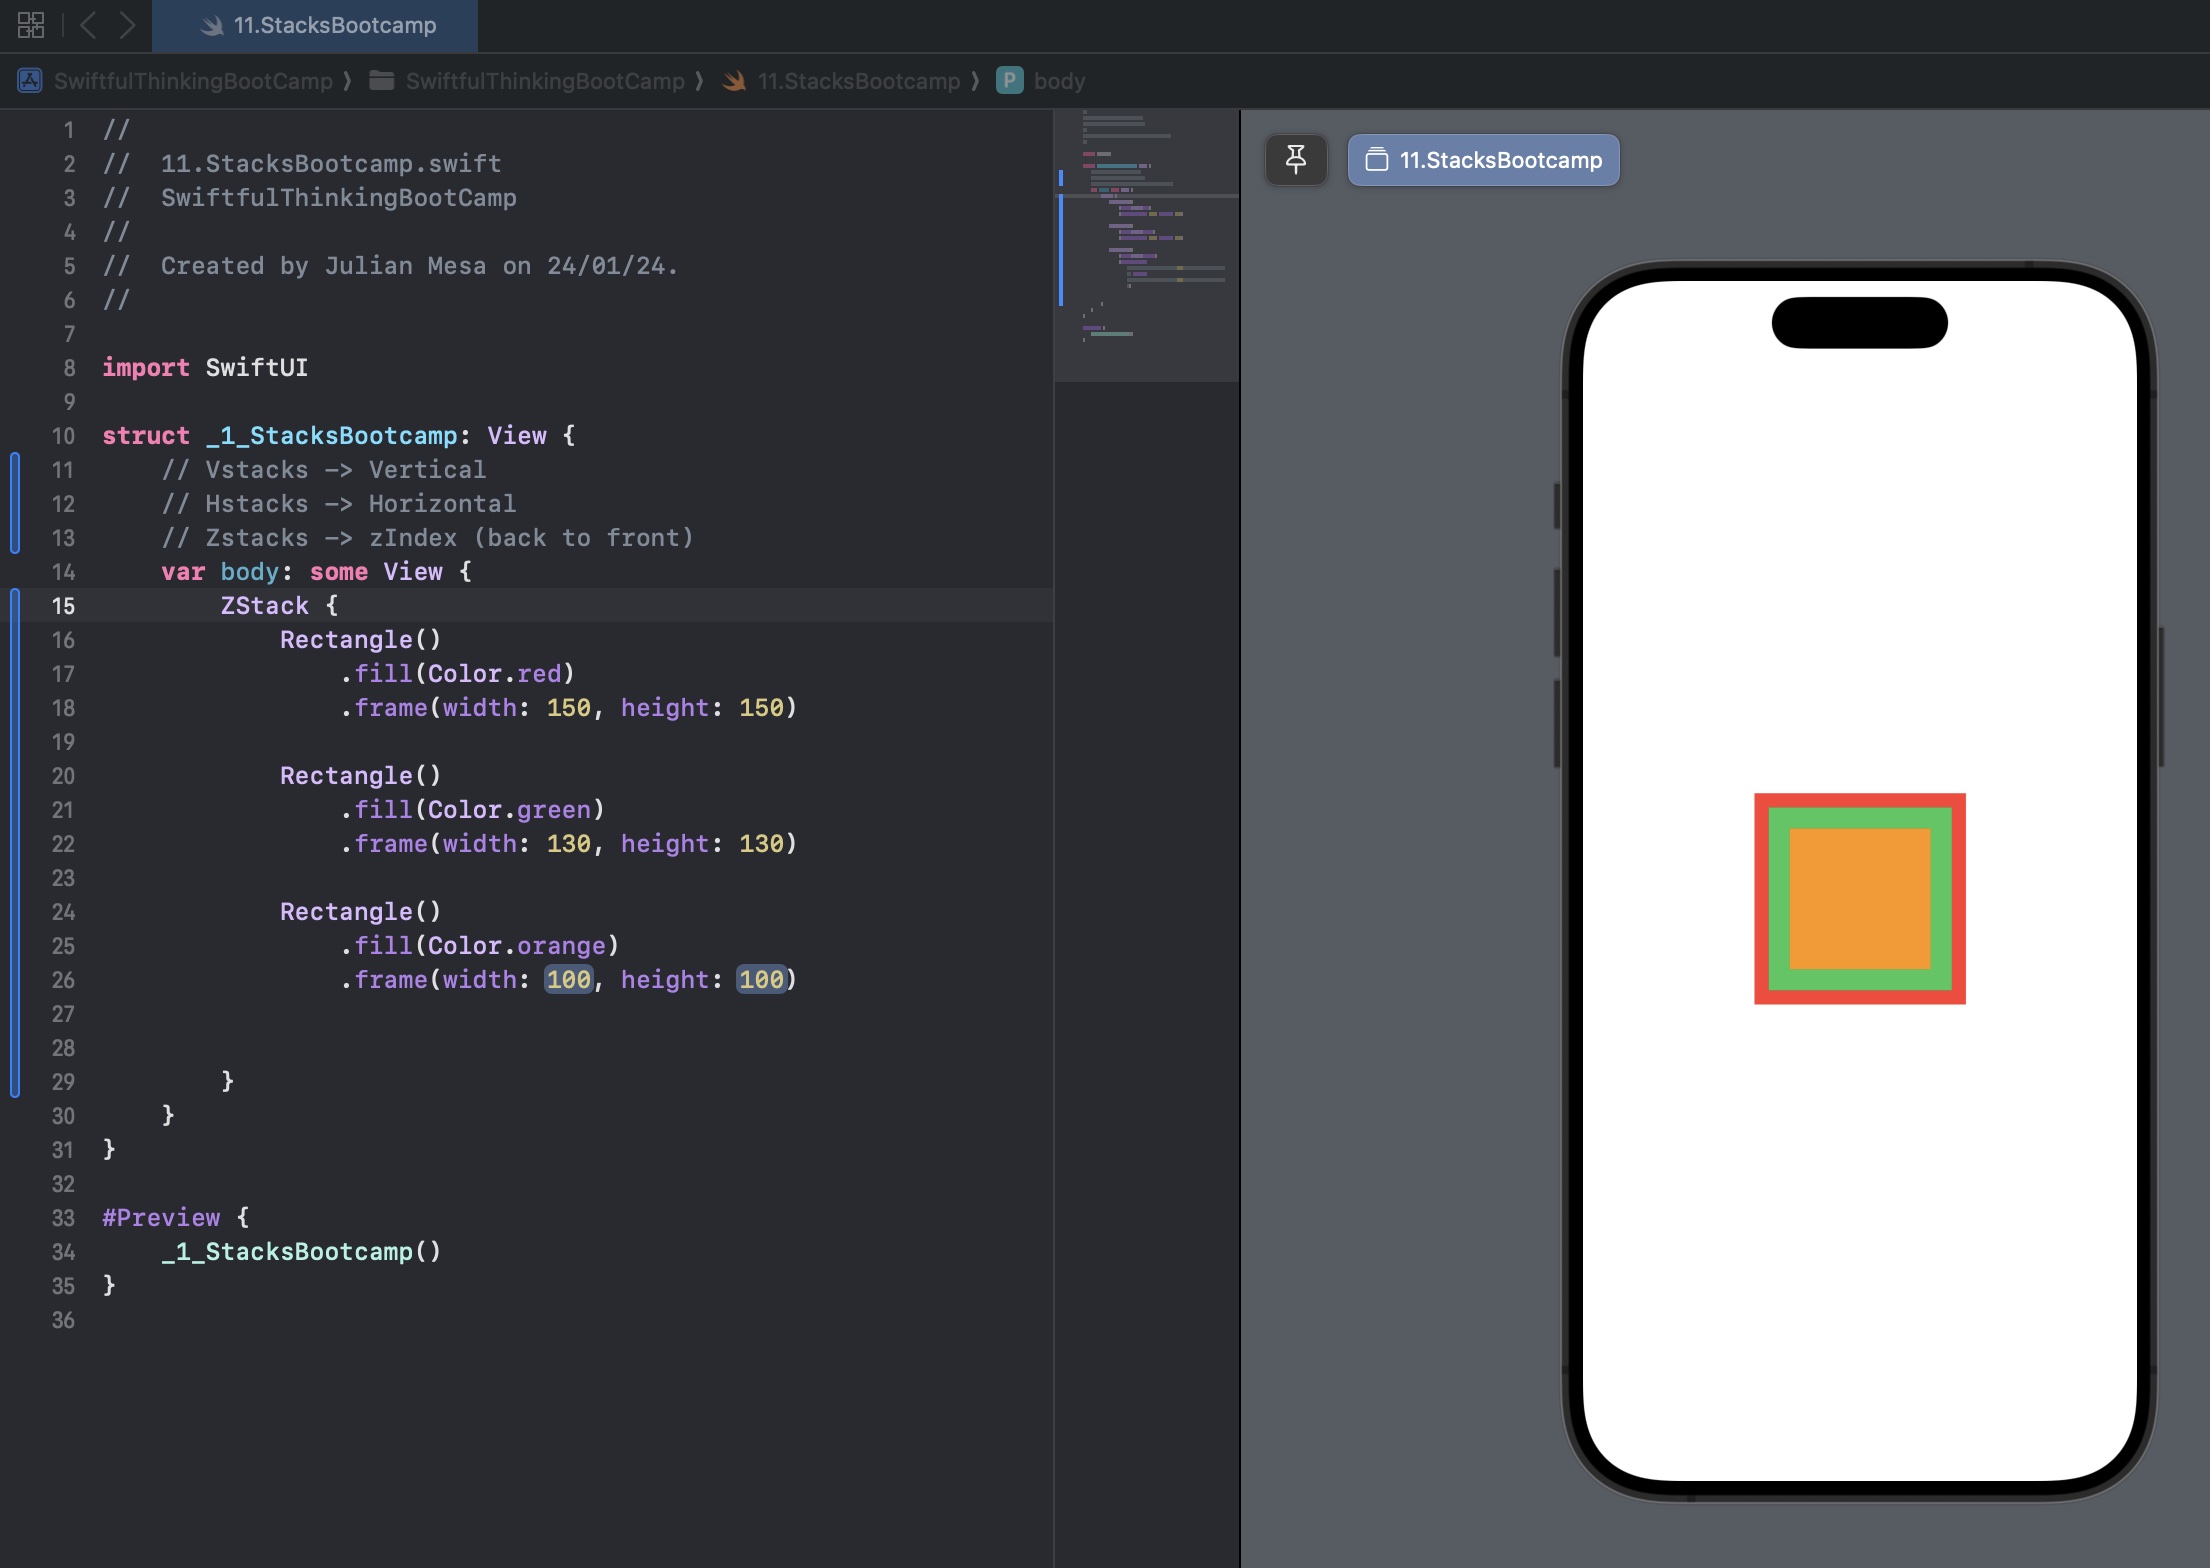 11.StacksBootcamp
SwiftfulThinkingBootCamp ⟩ SwiftfulThinkingBootCamp ⟩ 11.StacksBootcamp ⟩ P body
1 //
2 //  11.StacksBootcamp.swift
3 //  SwiftfulThinkingBootCamp
4 //
5 //  Created by Julian Mesa on 24/01/24.
6 //
7
8 import SwiftUI
9
10 struct _1_StacksBootcamp: View {
11     // Vstacks -> Vertical
12     // Hstacks -> Horizontal
13     // Zstacks -> zIndex (back to front)
14     var body: some View {
15         ZStack {
16             Rectangle()
17                 .fill(Color.red)
18                 .frame(width: 150, height: 150)
19
20             Rectangle()
21                 .fill(Color.green)
22                 .frame(width: 130, height: 130)
23
24             Rectangle()
25                 .fill(Color.orange)
26                 .frame(width: 100, height: 100)
27
28
29         }
30     }
31 }
32
33 #Preview {
34     _1_StacksBootcamp()
35 }
36
11.StacksBootcamp